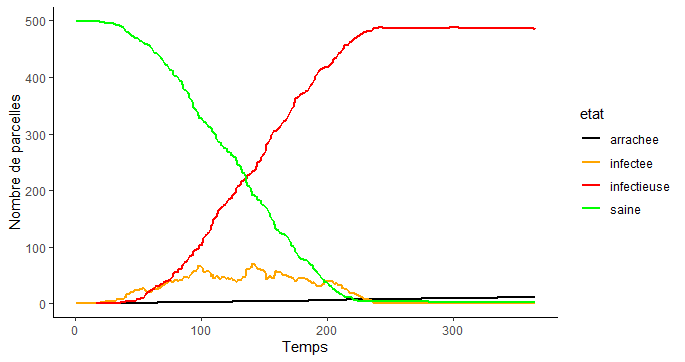 500
400
300
200
100
0
Nombre de parcelles
0 100 200 300
Temps
etat
arrachee
infectee
infectieuse
saine